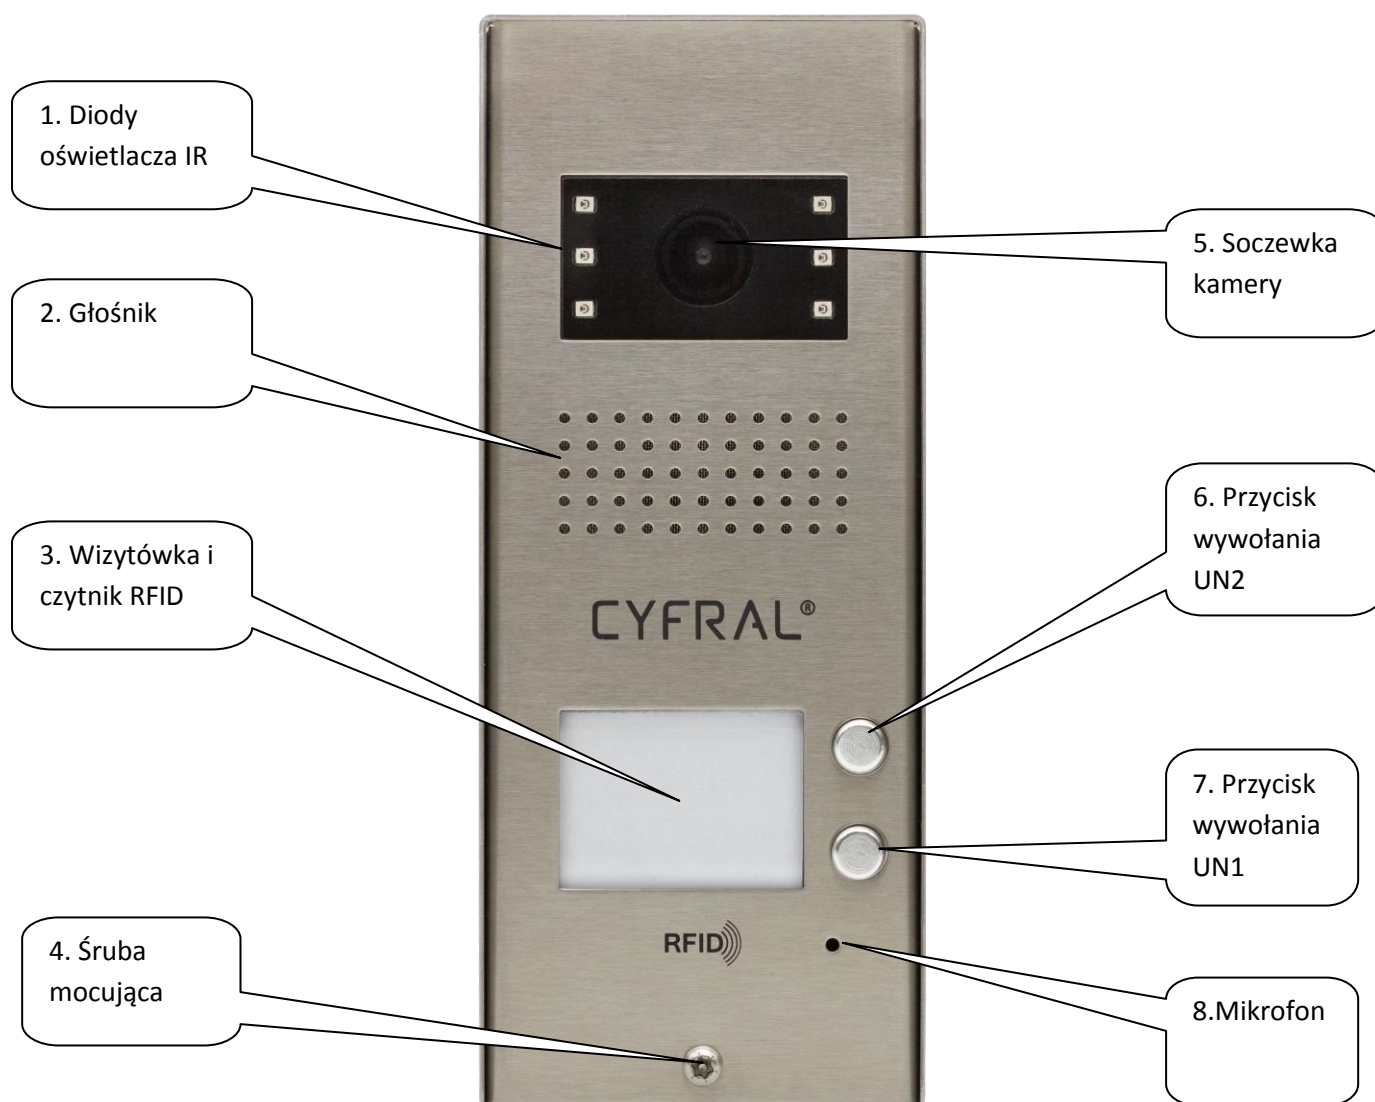 1. Diody
oświetlacza IR
2. Głośnik
3. Wizytówka i
czytnik RFID
4. Śruba
mocująca
5. Soczewka
kamery
6. Przycisk
wywołania
UN2
7. Przycisk
wywołania
UN1
8.Mikrofon
CYFRAL®
RFID